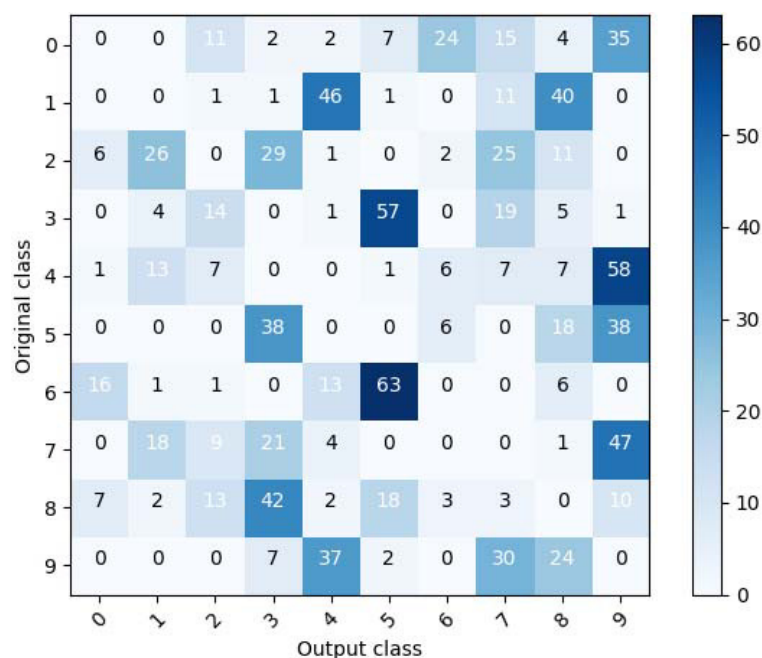 0 0 0 11 2 2 7 24 15 4 35
1 0 0 1 1 46 1 0 11 40 0
2 6 26 0 29 1 0 2 25 11 0
3 0 4 14 0 1 57 0 19 5 1
4 1 13 7 0 0 1 6 7 7 58
5 0 0 0 38 0 0 6 0 18 38
6 16 1 1 0 13 63 0 0 6 0
7 0 18 9 21 4 0 0 0 1 47
8 7 2 13 42 2 18 3 3 0 10
9 0 0 0 7 37 2 0 30 24 0
0 1 2 3 4 5 6 7 8 9
Original class
Output class
60
50
40
30
20
10
0